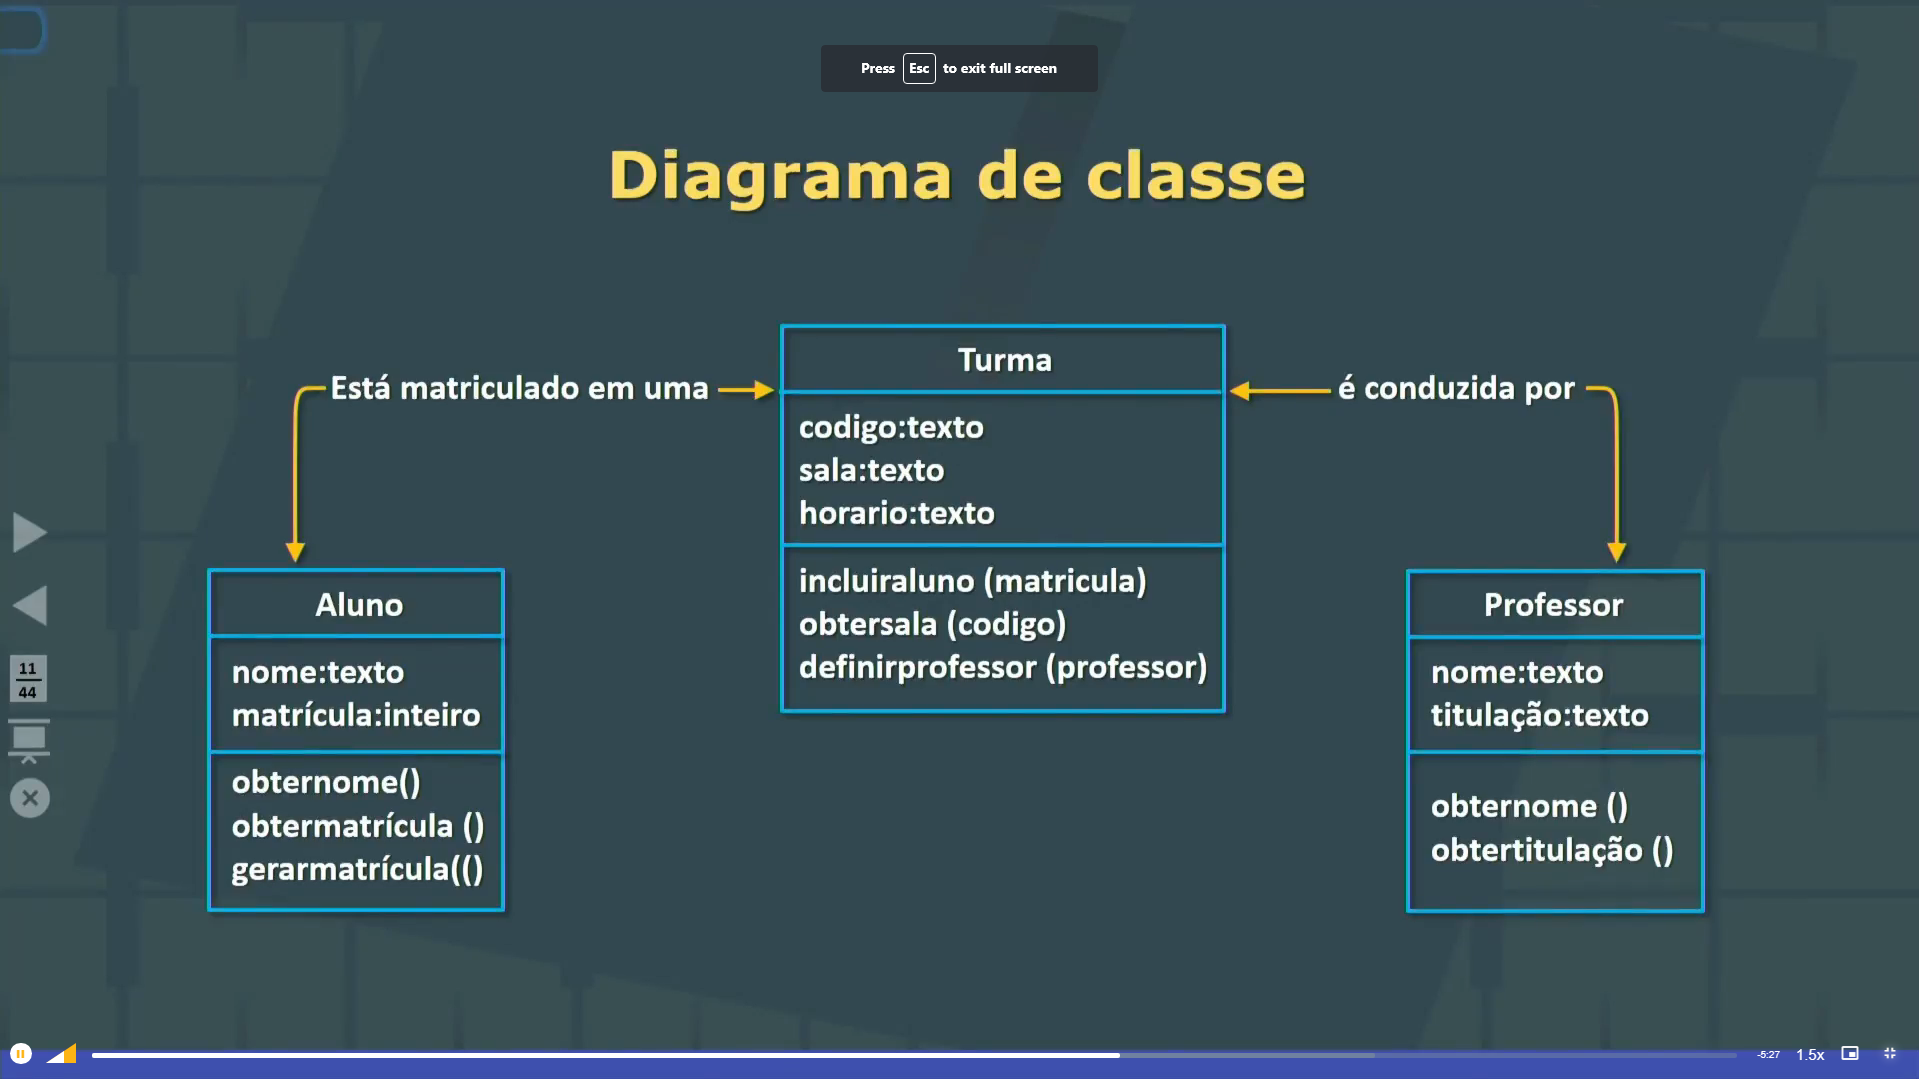 Press Esc to exit full screen
Diagrama de classe
Está matriculado em uma
Turma
codigo:texto
sala:texto
horario:texto
incluiraluno (matricula)
obtersala (codigo)
definirprofessor (professor)
é conduzida por
Aluno
nome:texto
matrícula:inteiro
obternome()
obtermatrícula ()
gerarmatrícula(()
Professor
nome:texto
titulação:texto
obternome ()
obtertitulação ()
11
44
-5:27
1.5x